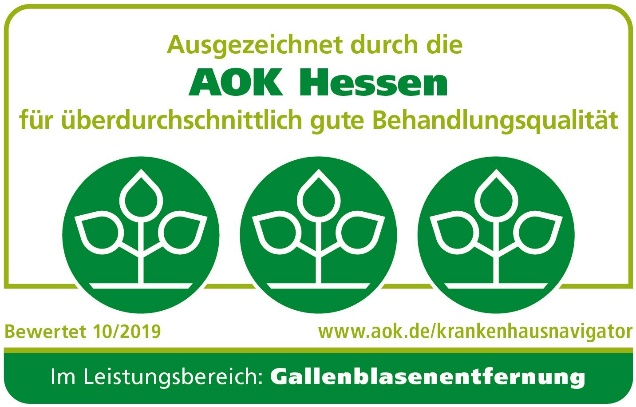 Ausgezeichnet durch die
AOK Hessen
für überdurchschnittlich gute Behandlungsqualität
Bewertet 10/2019 www.aok.de/krankenhausnavigator
Im Leistungsbereich: Gallenblasenentfernung